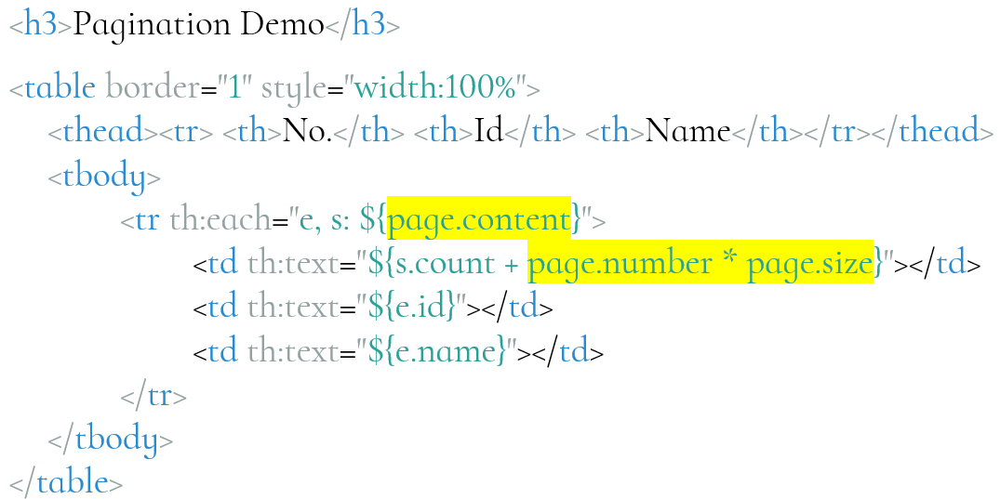 <h3>Pagination Demo</h3>
<table border="1" style="width:100%">
<thead><tr> <th>No.</th> <th>Id</th> <th>Name</th></tr></thead>
<tbody>
<tr th:each="e, s: ${page.content}">
<td th:text="${s.count + page.number * page.size}"></td>
<td th:text="${e.id}"></td>
<td th:text="${e.name}"></td>
</tr>
</tbody>
</table>